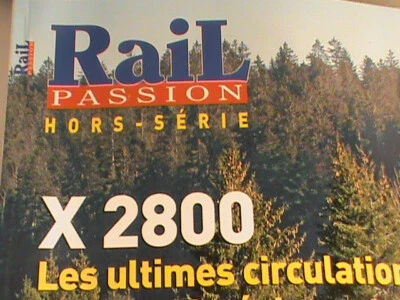 RaiL
RaiL
PASSION
HORS-SÉRIE
X 2800
Les ultimes circulation